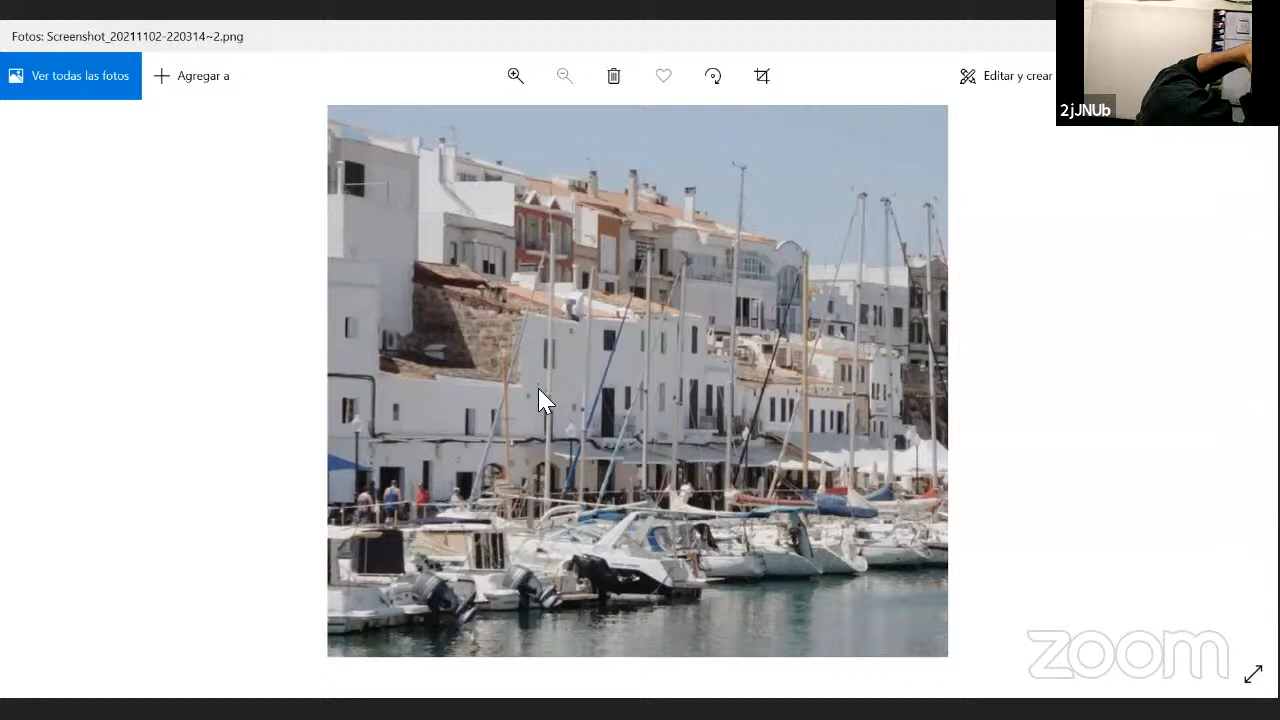 Fotos: Screenshot_20211102-220314~2.png
Ver todas las fotos
Agregar a
Editar y crear
2jJNUb
zoom